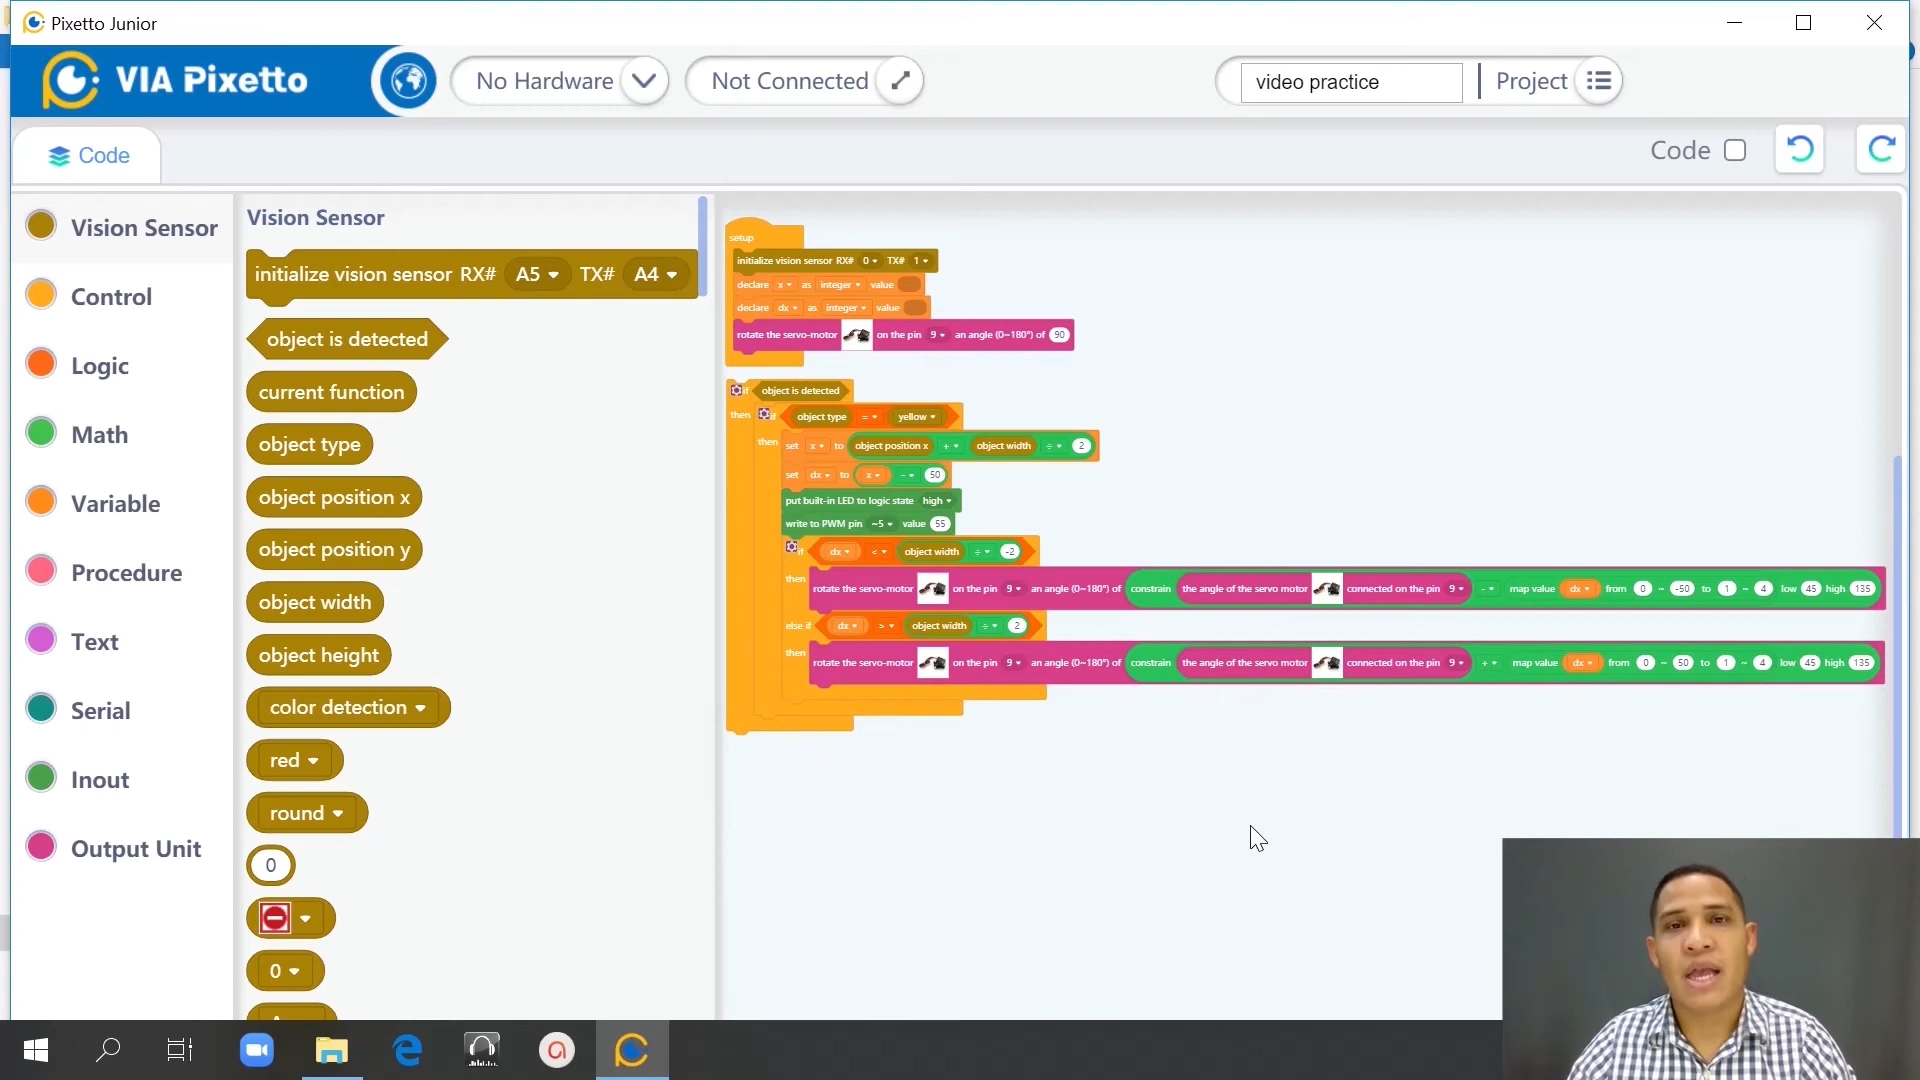 Pixetto Junior
VIA Pixetto
No Hardware
Not Connected
video practice
Project
Code
Code
Vision Sensor
Control
Logic
Math
Variable
Procedure
Text
Serial
Inout
Output Unit
Vision Sensor
initialize vision sensor RX# A5 TX# A4
object is detected
current function
object type
object position x
object position y
object width
object height
color detection
red
round
0
0
setup
initialize vision sensor RX# 0 TX# 1
declare x as integer value
declare dx as integer value
rotate the servo-motor on the pin 9 an angle (0~180°) of 90
if object is detected
then if object type = yellow
then set x to object position x + object width ÷ 2
set dx to x - 50
put built-in LED to logic state high
write to PWM pin ~5 value 55
if dx < object width ÷ -2
then rotate the servo-motor on the pin 9 an angle (0~180°) of constrain the angle of the servo motor connected on the pin 9 - map value dx from 0 ~ -50 to 1 ~ 4 low 45 high 135
else if dx > object width ÷ 2
then rotate the servo-motor on the pin 9 an angle (0~180°) of constrain the angle of the servo motor connected on the pin 9 + map value dx from 0 ~ 50 to 1 ~ 4 low 45 high 135